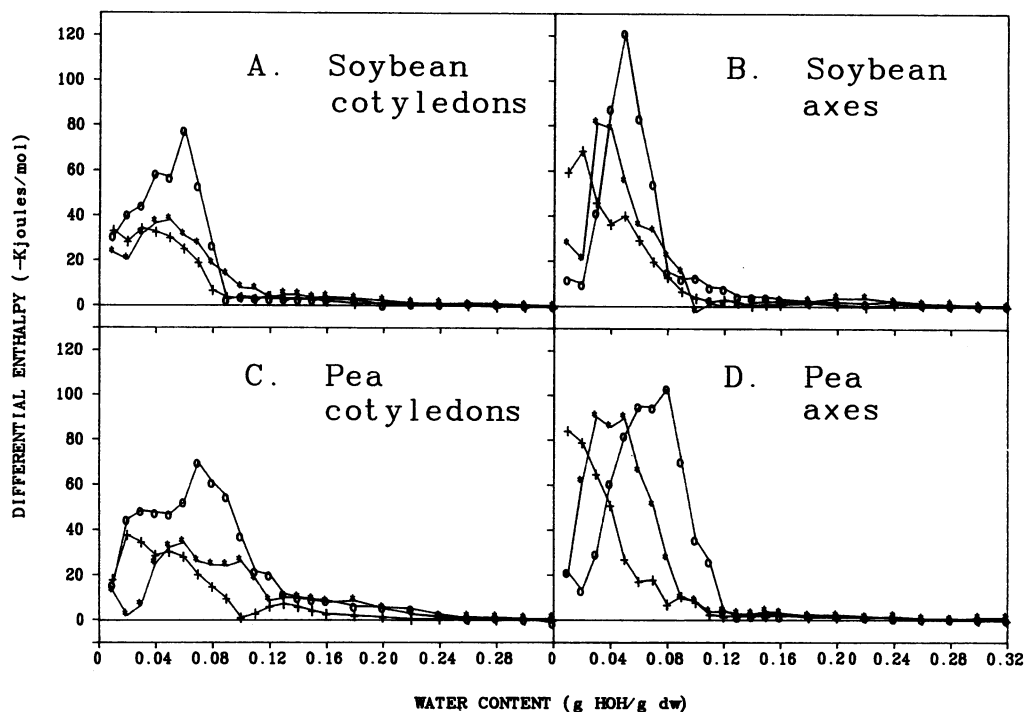 120
100
80
60
40
20
0
A. Soybean
cotyledons
B. Soybean
axes
120
100
80
60
40
20
0
C. Pea
cotyledons
D. Pea
axes
DIFFERENTIAL ENTHALPY (-Kjoules/mol)
0 0.04 0.08 0.12 0.16 0.20 0.24 0.28 0 0.04 0.08 0.12 0.16 0.20 0.24 0.28 0.32
WATER CONTENT (g HOH/g dw)